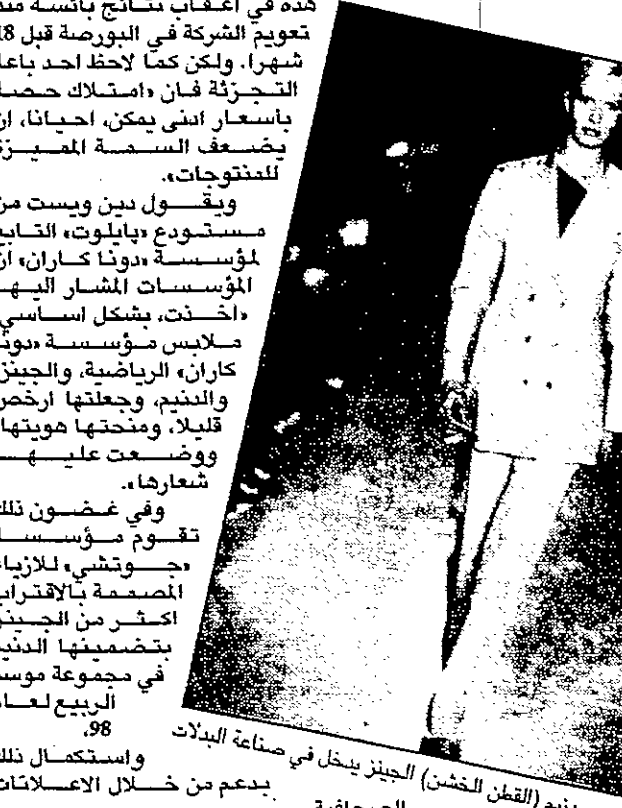 هذه في اعقاب نتائج بائسة منذ
تعويم الشركة في البورصة قبل 18
شهرا. ولكن كما لاحظ احد باعة
التجزئة فان «امتلاك حصـ
باسعار ادنى يمكن، احيانا، ان
يضعف السمة المميزة
للمنتوجات».
ويقول دين ويست من
مستودع «پايلوت» التابع
لمؤسسة «دونا كاران» ان
المؤسسات المشار اليها
«اخذت، بشكل اساسي
ملابس مؤسسة «دونا
كاران» الرياضية، والجينز
والدنيم، وجعلتها ارخص
قليلا، ومنحتها هويتها
ووضعت عليها
شعارها».
وفي غضون ذلك
تقوم مؤسسة
«جوتشي» للازياء
المصممة بالاقتراب
اكثر من الجينز
بتضمينها الدنيم
في مجموعة موسم
الربيع لعام
98.
واستكمال ذلك
بدعم من خلال الاعلانات
دنيم (القطن الخشن) الجينز يدخل في صناعة البدلات
الصحافية